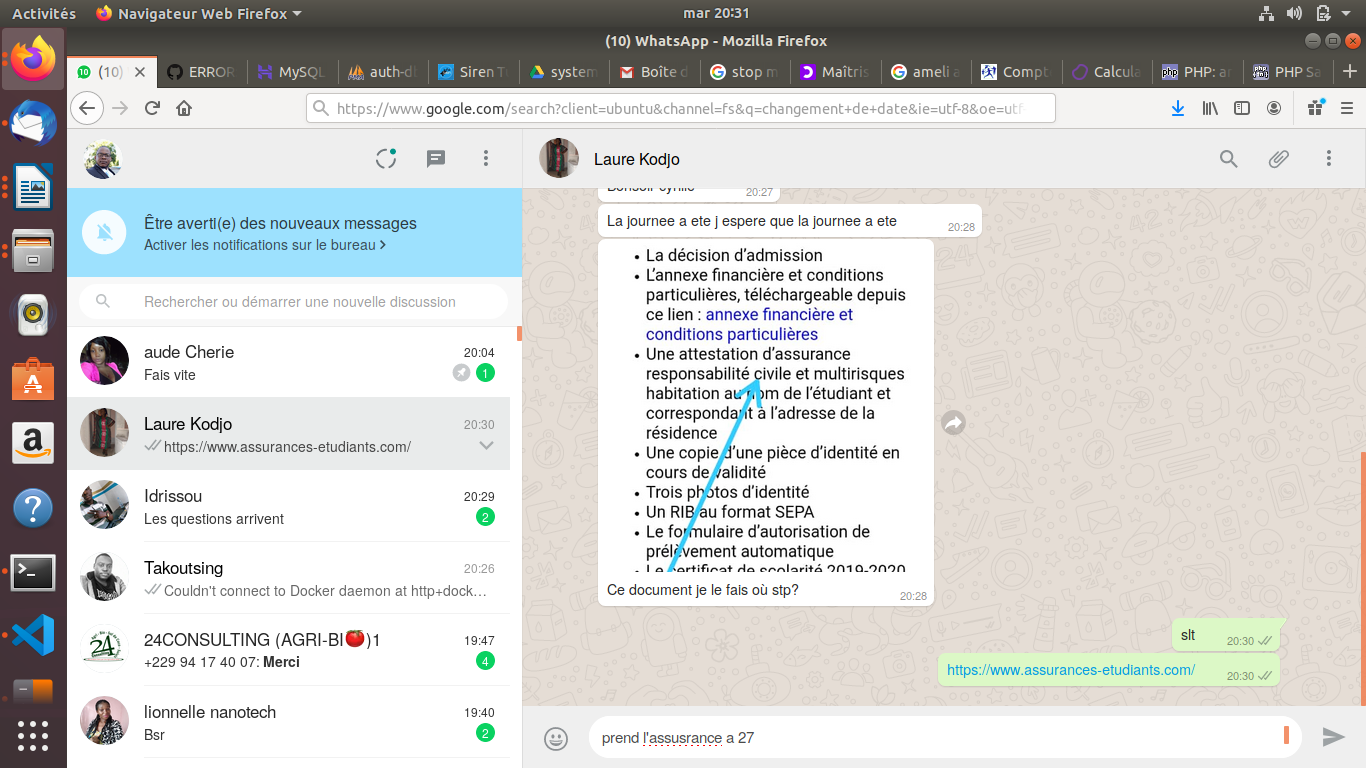 Activités
Navigateur Web Firefox
mar 20:31
(10) WhatsApp - Mozilla Firefox
(10)
ERROR
MySQL
auth-d
Siren T
system
Boîte d
stop m
Maîtris
ameli a
Compt
Calcula
PHP: a
PHP Sa
https://www.google.com/search?client=ubuntu&channel=fs&q=changement+de+date&ie=utf-8&oe=utf-
Être averti(e) des nouveaux messages
Activer les notifications sur le bureau >
Rechercher ou démarrer une nouvelle discussion
aude Cherie
20:04
Fais vite
1
Laure Kodjo
20:30
https://www.assurances-etudiants.com/
Idrissou
20:29
Les questions arrivent
2
Takoutsing
20:26
Couldn't connect to Docker daemon at http+dock…
24CONSULTING (AGRI-BI🍅)1
19:47
+229 94 17 40 07: Merci
4
lionnelle nanotech
19:40
Bsr
2
Laure Kodjo
Bonsoir cyrille
20:27
La journee a ete j espere que la journee a ete
20:28
• La décision d'admission
• L'annexe financière et conditions
particulières, téléchargeable depuis
ce lien : annexe financière et
conditions particulières
• Une attestation d'assurance
responsabilité civile et multirisques
habitation au nom de l'étudiant et
correspondant à l'adresse de la
résidence
• Une copie d'une pièce d'identité en
cours de validité
• Trois photos d'identité
• Un RIB au format SEPA
• Le formulaire d'autorisation de
prélèvement automatique
• Le certificat de scolarité 2019-2020
Ce document je le fais où stp?
20:28
slt
20:30
https://www.assurances-etudiants.com/
20:30
prend l'assusrance a 27